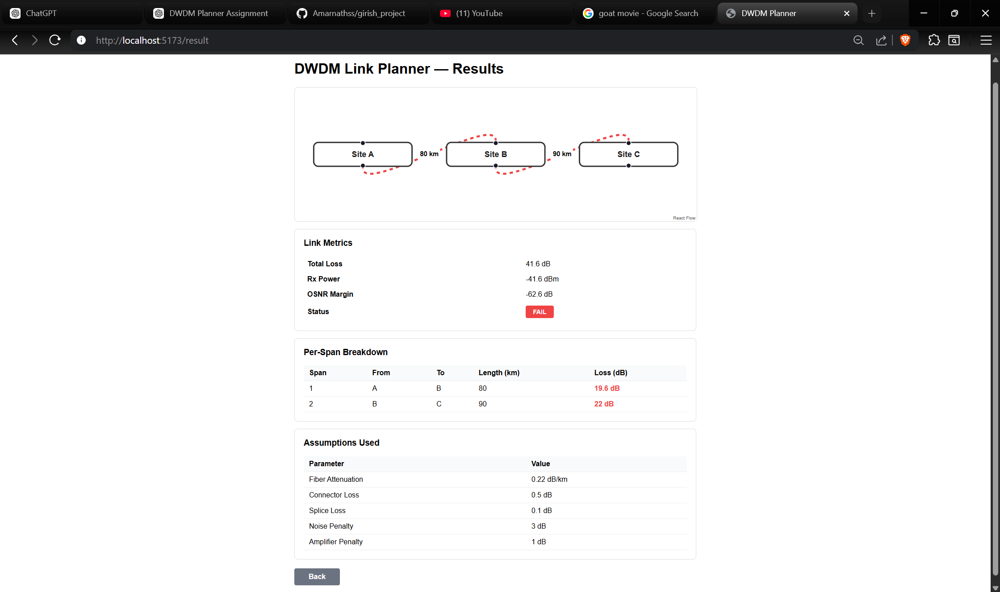 ChatGPT
DWDM Planner Assignment
Amarnathss/girish_project
(11) YouTube
goat movie - Google Search
DWDM Planner
http://localhost:5173/result
DWDM Link Planner — Results
Site A
80 km
Site B
90 km
Site C
React Flow
Link Metrics
Total Loss 41.6 dB
Rx Power -41.6 dBm
OSNR Margin -62.6 dB
Status FAIL
Per-Span Breakdown
Span From To Length (km) Loss (dB)
1 A B 80 19.6 dB
2 B C 90 22 dB
Assumptions Used
Parameter Value
Fiber Attenuation 0.22 dB/km
Connector Loss 0.5 dB
Splice Loss 0.1 dB
Noise Penalty 3 dB
Amplifier Penalty 1 dB
Back